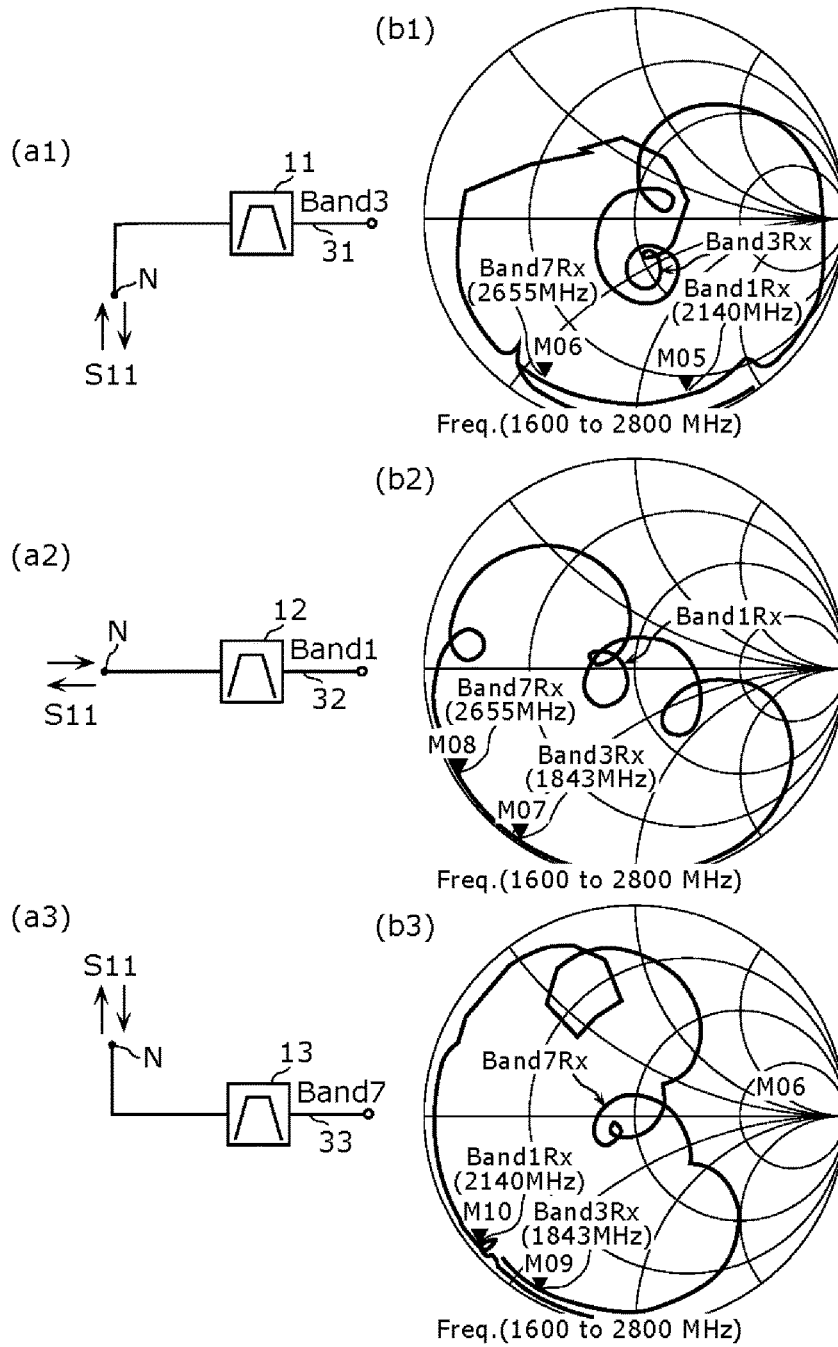 (a1)
11
Band3
31
N
S11
(b1)
Band3Rx
Band7Rx
(2655MHz)
Band1Rx
(2140MHz)
M06
M05
Freq.(1600 to 2800 MHz)
(a2)
12
N
Band1
32
S11
(b2)
Band1Rx
Band7Rx
(2655MHz)
M08
Band3Rx
(1843MHz)
M07
Freq.(1600 to 2800 MHz)
(a3)
S11
N
13
Band7
33
(b3)
Band7Rx
M06
Band1Rx
(2140MHz)
M10
Band3Rx
(1843MHz)
M09
Freq.(1600 to 2800 MHz)